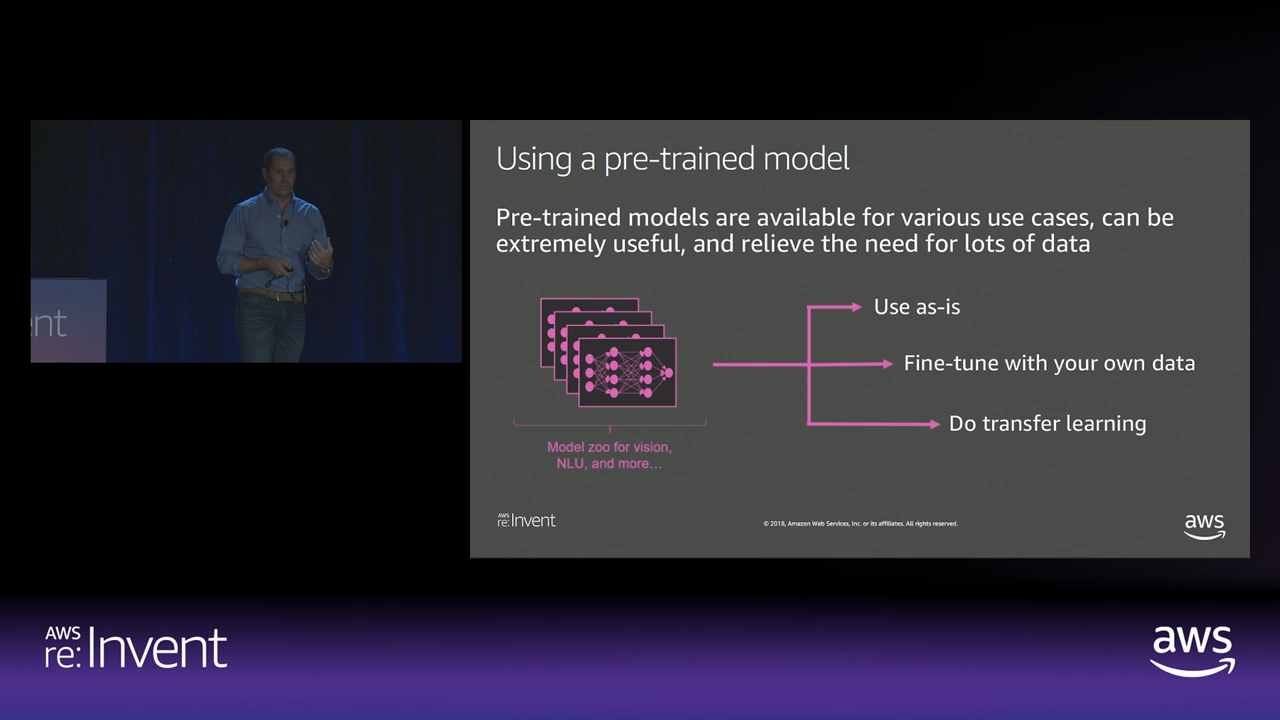 Using a pre-trained model
Pre-trained models are available for various use cases, can be
extremely useful, and relieve the need for lots of data
Use as-is
Fine-tune with your own data
Do transfer learning
Model zoo for vision,
NLU, and more…
ent
AWS
re:Invent
© 2018, Amazon Web Services, Inc. or its affiliates. All rights reserved.
aws
AWS
re:Invent
aws